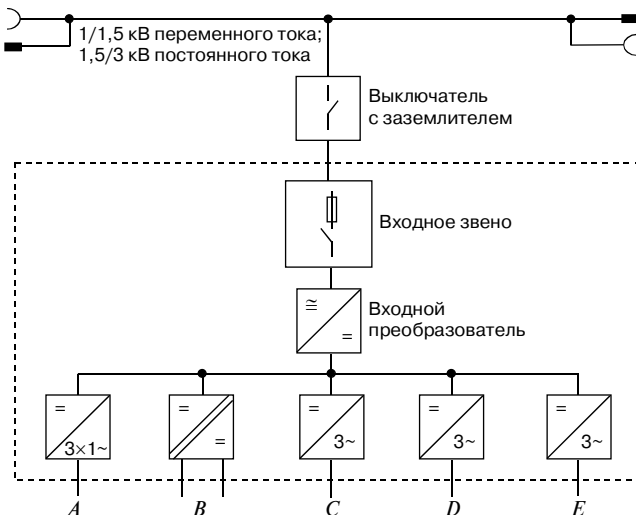 1/1,5 кВ переменного тока;
1,5/3 кВ постоянного тока
Выключатель
с заземлителем
Входное звено
≅
=
Входной
преобразователь
= = = = =
3×1~ = 3~ 3~ 3~
A B C D E